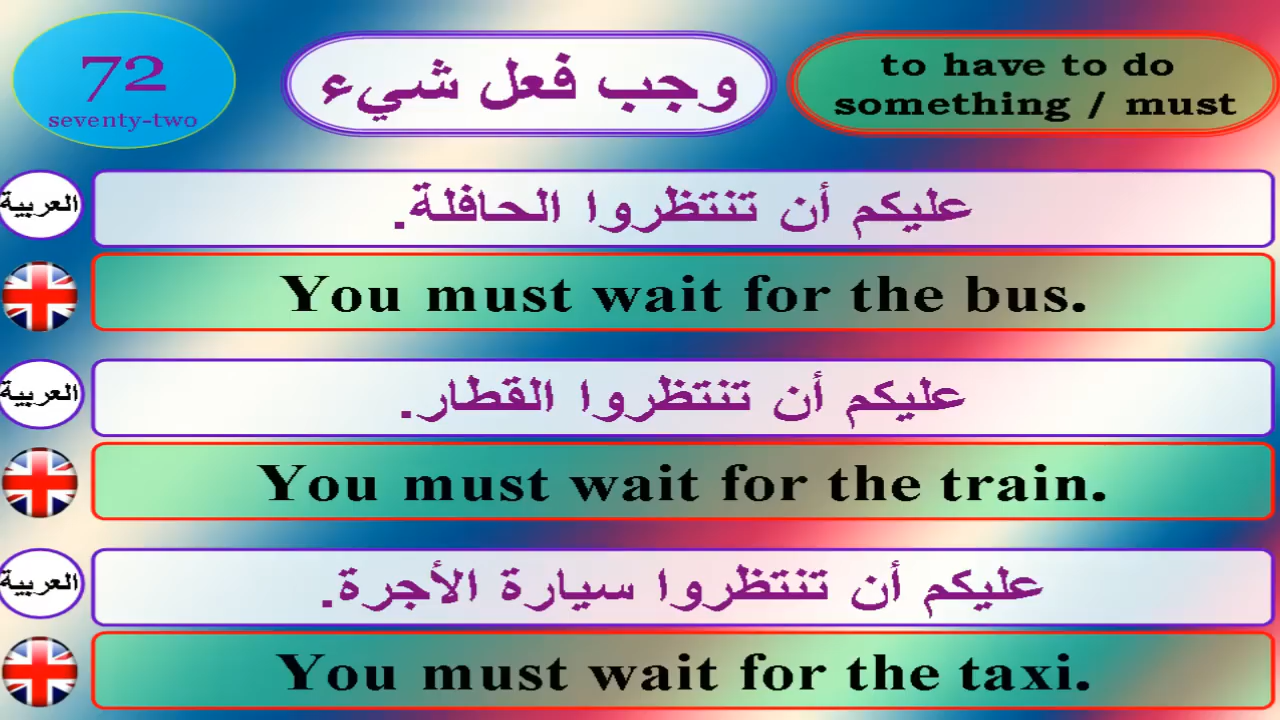 72
seventy-two
وجب فعل شيء
to have to do
something / must
العربية
عليكم أن تنتظروا الحافلة.
You must wait for the bus.
العربية
عليكم أن تنتظروا القطار.
You must wait for the train.
العربية
عليكم أن تنتظروا سيارة الأجرة.
You must wait for the taxi.